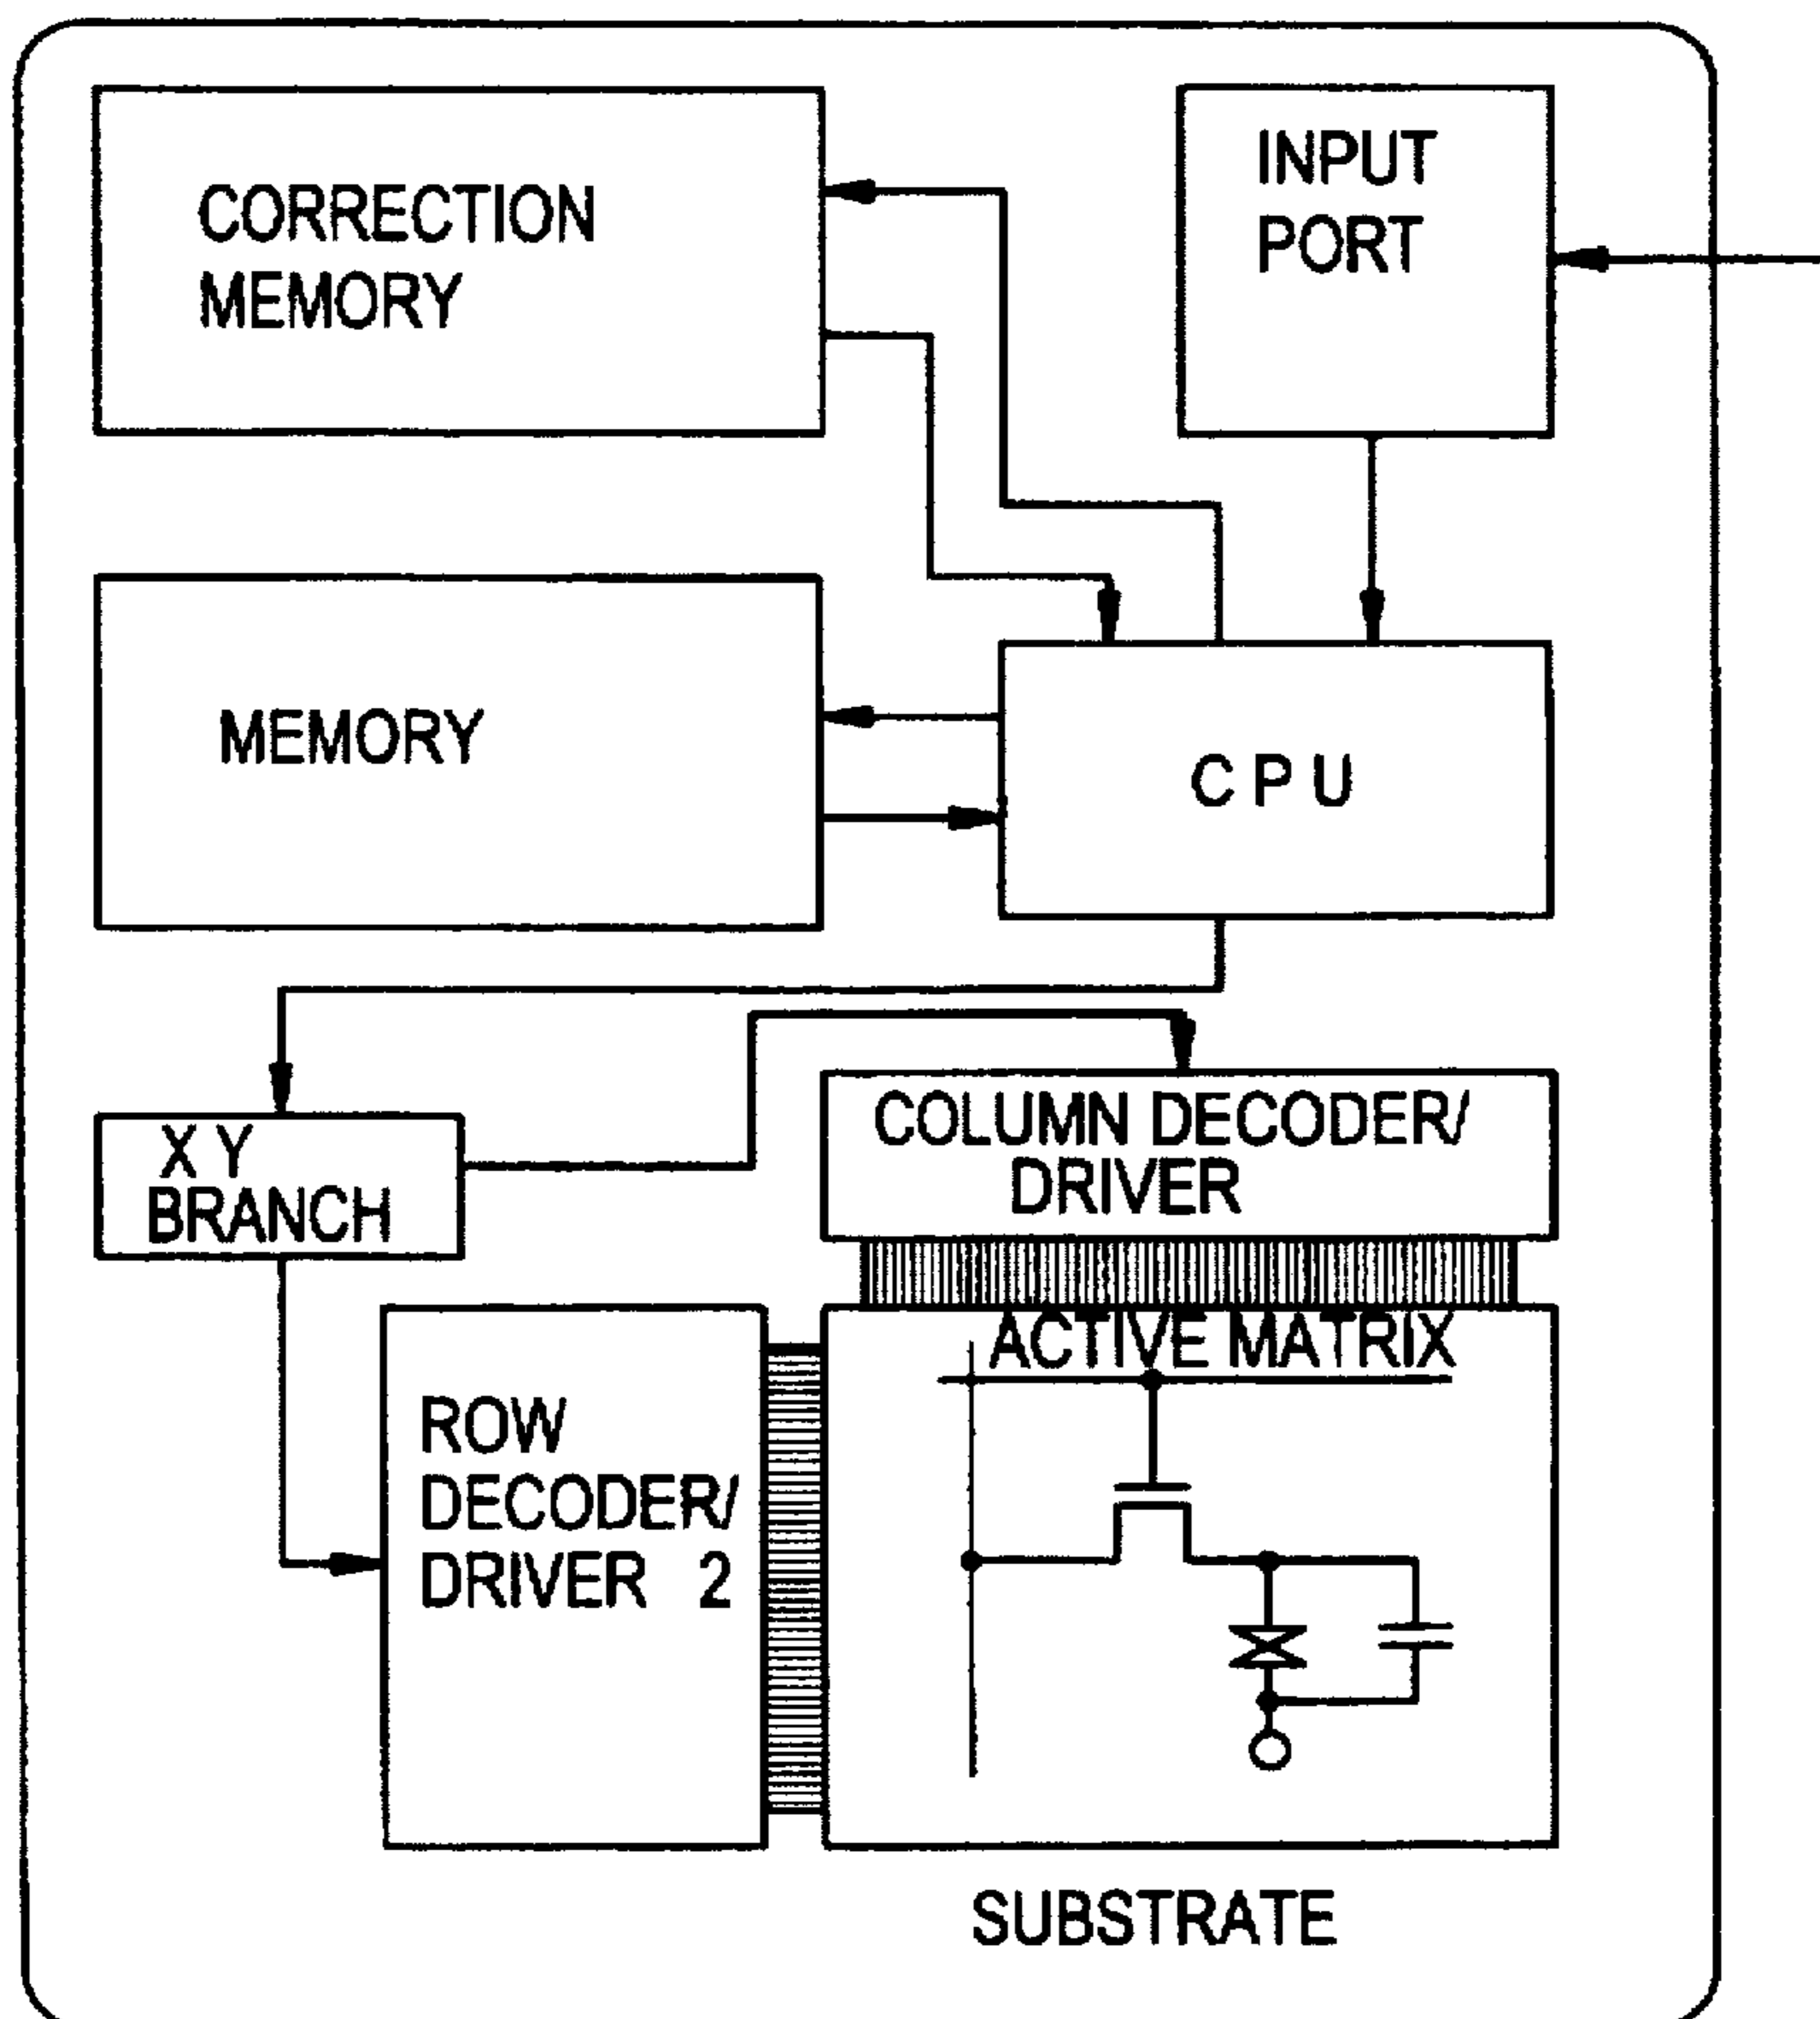 CORRECTION
MEMORY
INPUT
PORT
MEMORY
C P U
X Y
BRANCH
COLUMN DECODER/
DRIVER
ACTIVE MATRIX
ROW
DECODER/
DRIVER 2
SUBSTRATE